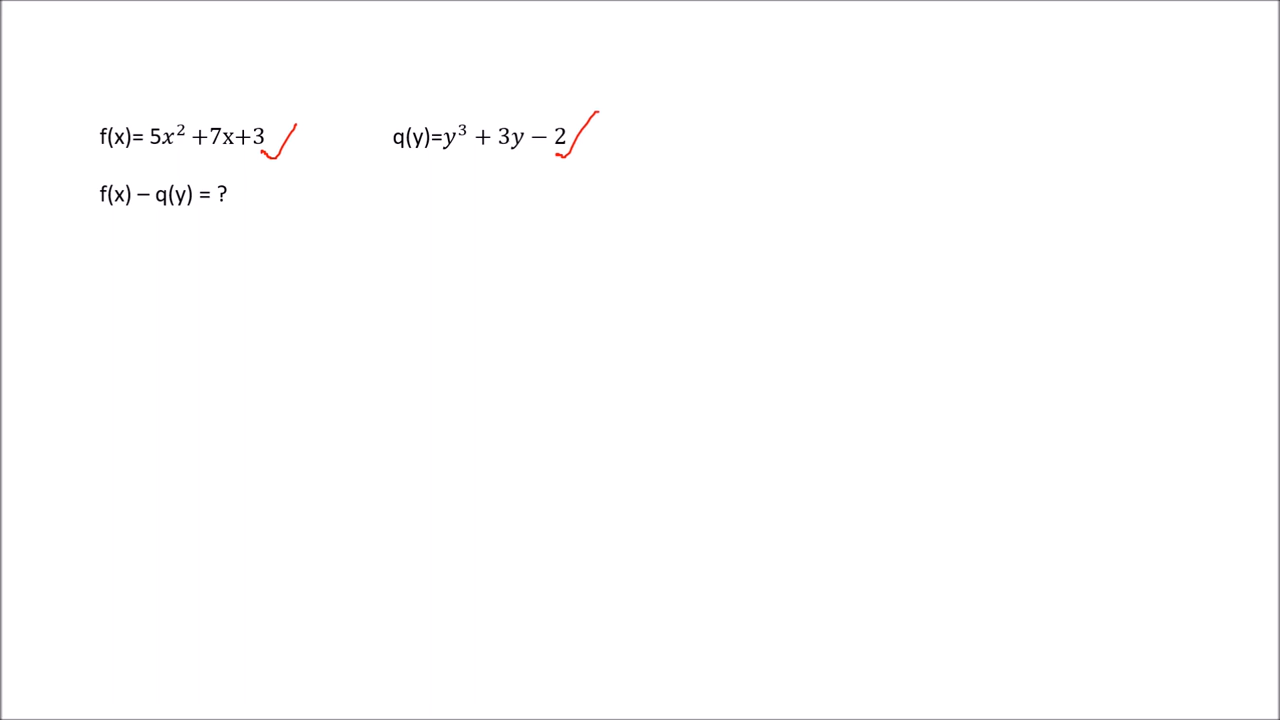 f(x)= 5x² +7x+3 q(y)=y³ + 3y − 2
f(x) – q(y) = ?